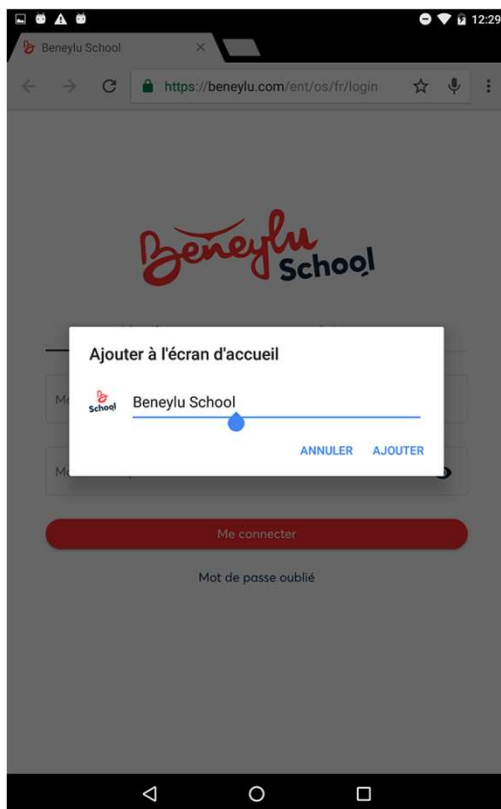 12:29
Beneylu School
https://beneylu.com/ent/os/fr/login
Beneylu
School
Ajouter à l'écran d'accueil
School
Beneylu School
ANNULER AJOUTER
Me connecter
Mot de passe oublié